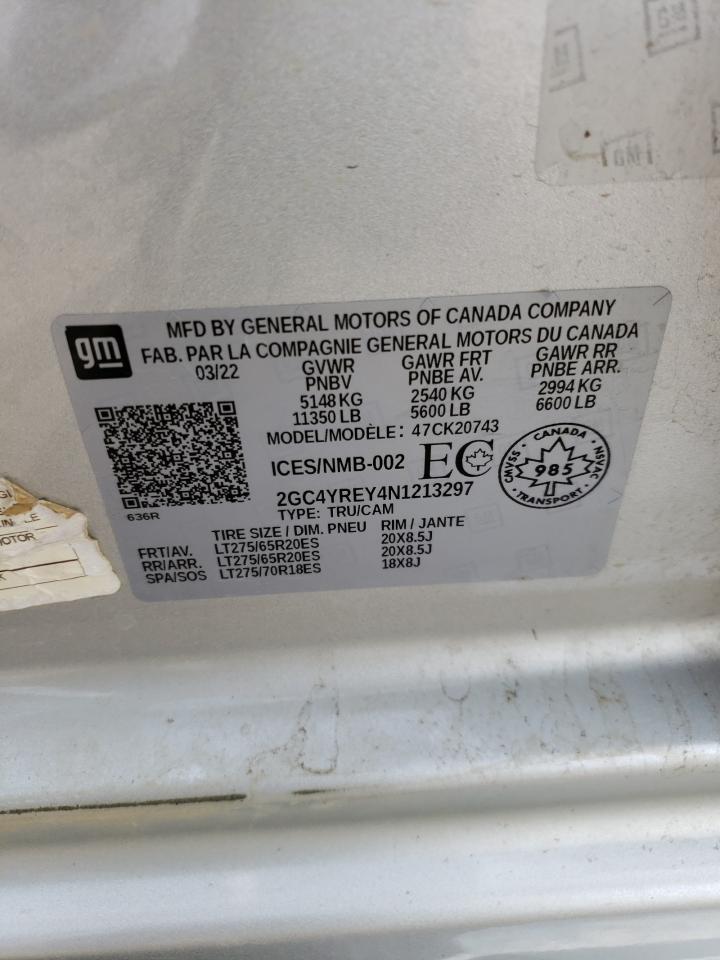 GM
GM
gm
MFD BY GENERAL MOTORS OF CANADA COMPANY
FAB. PAR LA COMPAGNIE GENERAL MOTORS DU CANADA
03/22 GVWR GAWR FRT GAWR RR
PNBV PNBE AV. PNBE ARR.
5148 KG 2540 KG 2994 KG
11350 LB 5600 LB 6600 LB
MODEL/MODÈLE: 47CK20743
ICES/NMB-002 EC
CANADA
CMVSS 985 NSVAC
TRANSPORT
2GC4YREY4N1213297
TYPE: TRU/CAM
636R
TIRE SIZE / DIM. PNEU RIM / JANTE
FRT/AV. LT275/65R20ES 20X8.5J
RR/ARR. LT275/65R20ES 20X8.5J
SPA/SOS LT275/70R18ES 18X8J
OTOR